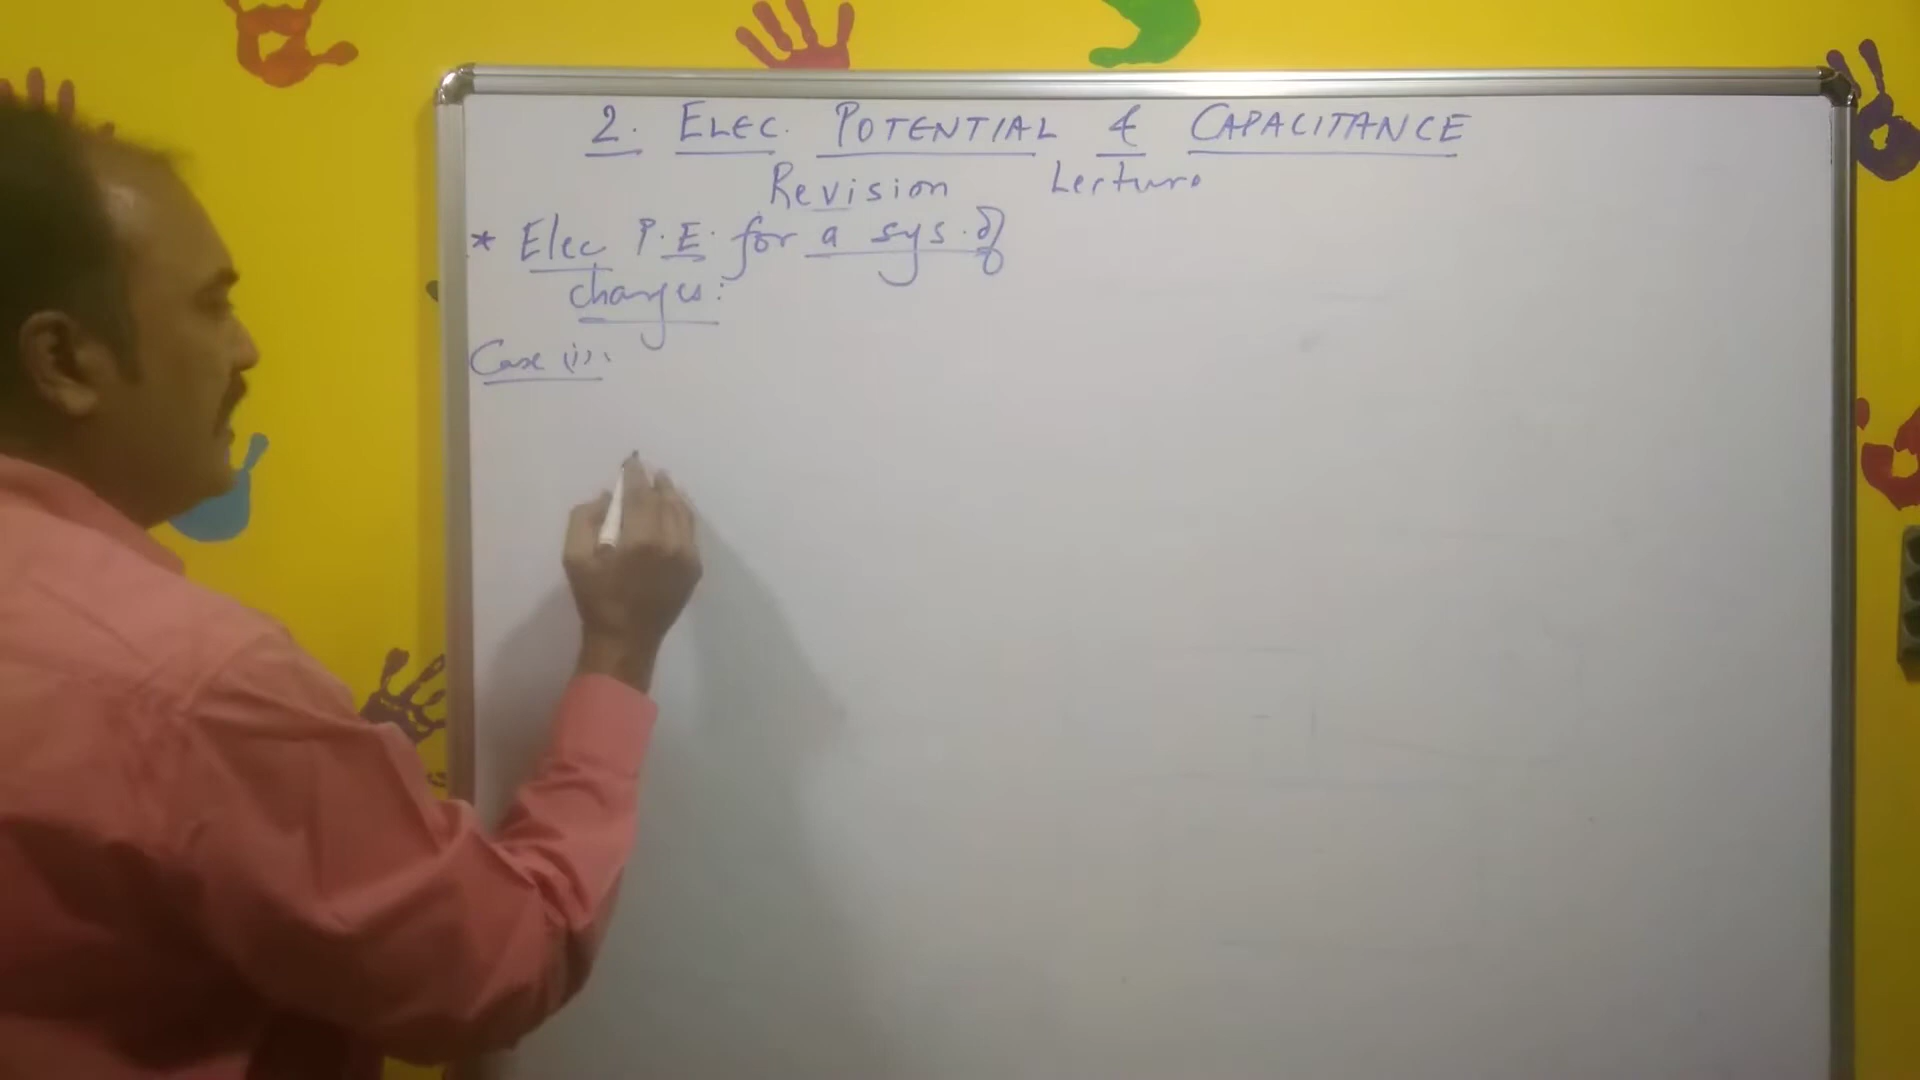 2. ELEC. POTENTIAL & CAPACITANCE
Revision Lecture
* Elec P.E. for a sys. of
charges:
Case (i):